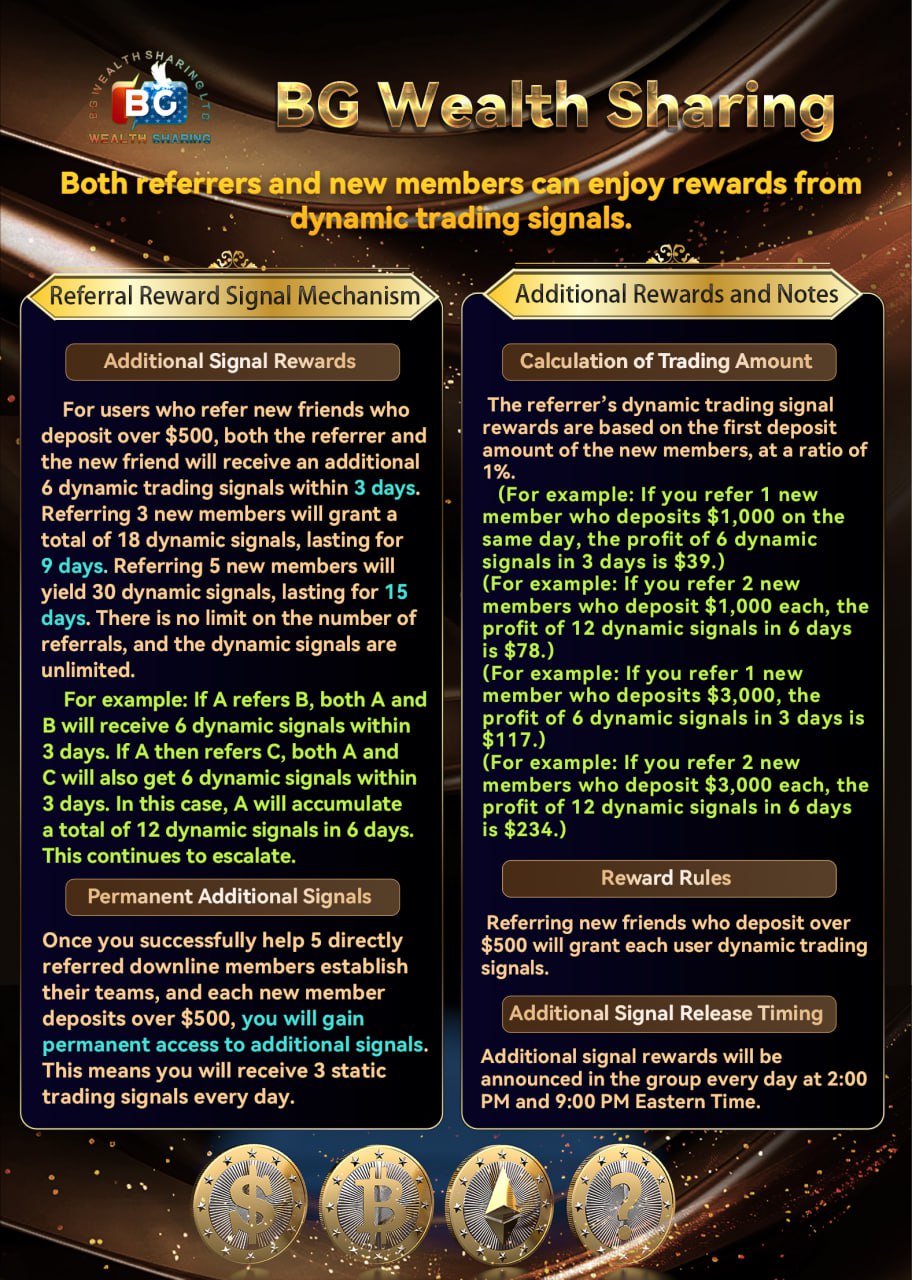 BG WEALTH SHARING LTD
BG
WEALTH SHARING
BG Wealth Sharing
Both referrers and new members can enjoy rewards from
dynamic trading signals.
Referral Reward Signal Mechanism
Additional Signal Rewards
For users who refer new friends who
deposit over $500, both the referrer and
the new friend will receive an additional
6 dynamic trading signals within 3 days.
Referring 3 new members will grant a
total of 18 dynamic signals, lasting for
9 days. Referring 5 new members will
yield 30 dynamic signals, lasting for 15
days. There is no limit on the number of
referrals, and the dynamic signals are
unlimited.
For example: If A refers B, both A and
B will receive 6 dynamic signals within
3 days. If A then refers C, both A and
C will also get 6 dynamic signals within
3 days. In this case, A will accumulate
a total of 12 dynamic signals in 6 days.
This continues to escalate.
Permanent Additional Signals
Once you successfully help 5 directly
referred downline members establish
their teams, and each new member
deposits over $500, you will gain
permanent access to additional signals.
This means you will receive 3 static
trading signals every day.
Additional Rewards and Notes
Calculation of Trading Amount
The referrer's dynamic trading signal
rewards are based on the first deposit
amount of the new members, at a ratio of
1%.
(For example: If you refer 1 new
member who deposits $1,000 on the
same day, the profit of 6 dynamic
signals in 3 days is $39.)
(For example: If you refer 2 new
members who deposit $1,000 each, the
profit of 12 dynamic signals in 6 days
is $78.)
(For example: If you refer 1 new
member who deposits $3,000, the
profit of 6 dynamic signals in 3 days is
$117.)
(For example: If you refer 2 new
members who deposit $3,000 each, the
profit of 12 dynamic signals in 6 days
is $234.)
Reward Rules
Referring new friends who deposit over
$500 will grant each user dynamic trading
signals.
Additional Signal Release Timing
Additional signal rewards will be
announced in the group every day at 2:00
PM and 9:00 PM Eastern Time.